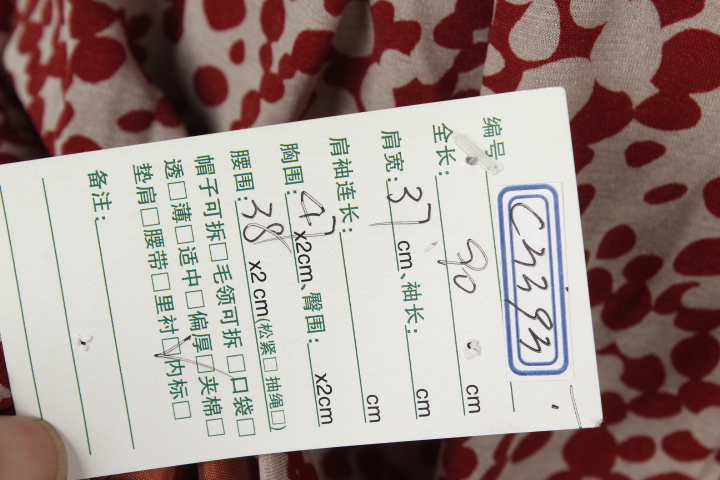 编号
全长: 90 cm
肩宽: 37 cm、袖长: cm
肩袖连长: cm
胸围: 47 x2cm、臀围: x2cm
腰围: 38 x2cm(松紧□抽绳□)
帽子可拆□毛领可拆□口袋□
透□薄□适中□偏厚□夹棉□
垫肩□腰带□里衬□内标□
备注: